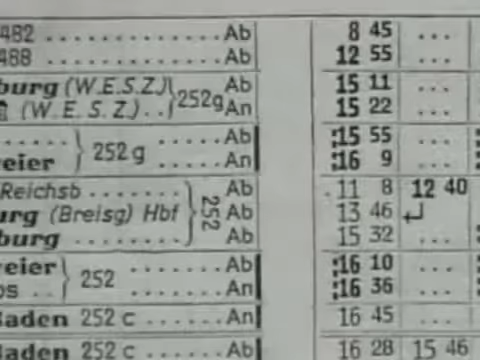 482 .............. Ab 8 45 ...
488 .............. Ab 12 55 ...
burg (W.E.S.Z.) 252g Ab 15 11 ...
(W.E.S.Z.) .. An 15 22 ...
..... 252g ...... Ab 15 55 ...
eier ...... An 16 9 ...
Reichsb ........ Ab 11 8 12 40
urg (Breisg) Hbf 252 Ab 13 46 ↵
burg ........ Ab 15 32 ...
eier 252 ....... Ab 16 10 ...
os .. ....... An 16 36 ...
Baden 252 c ...... An 16 45 ...
Baden 252 c ...... Ab 16 28 15 46